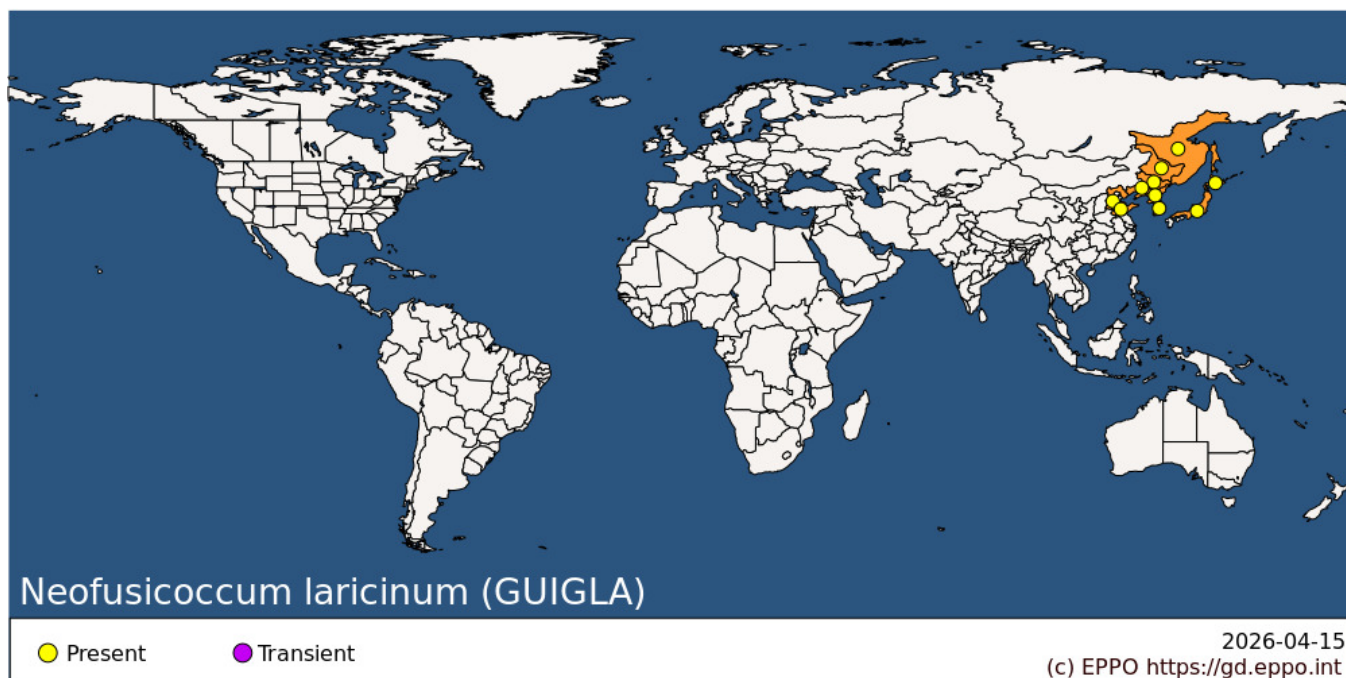 Neofusicoccum laricinum (GUIGLA)
Present
Transient
2026-04-15
(c) EPPO https://gd.eppo.int